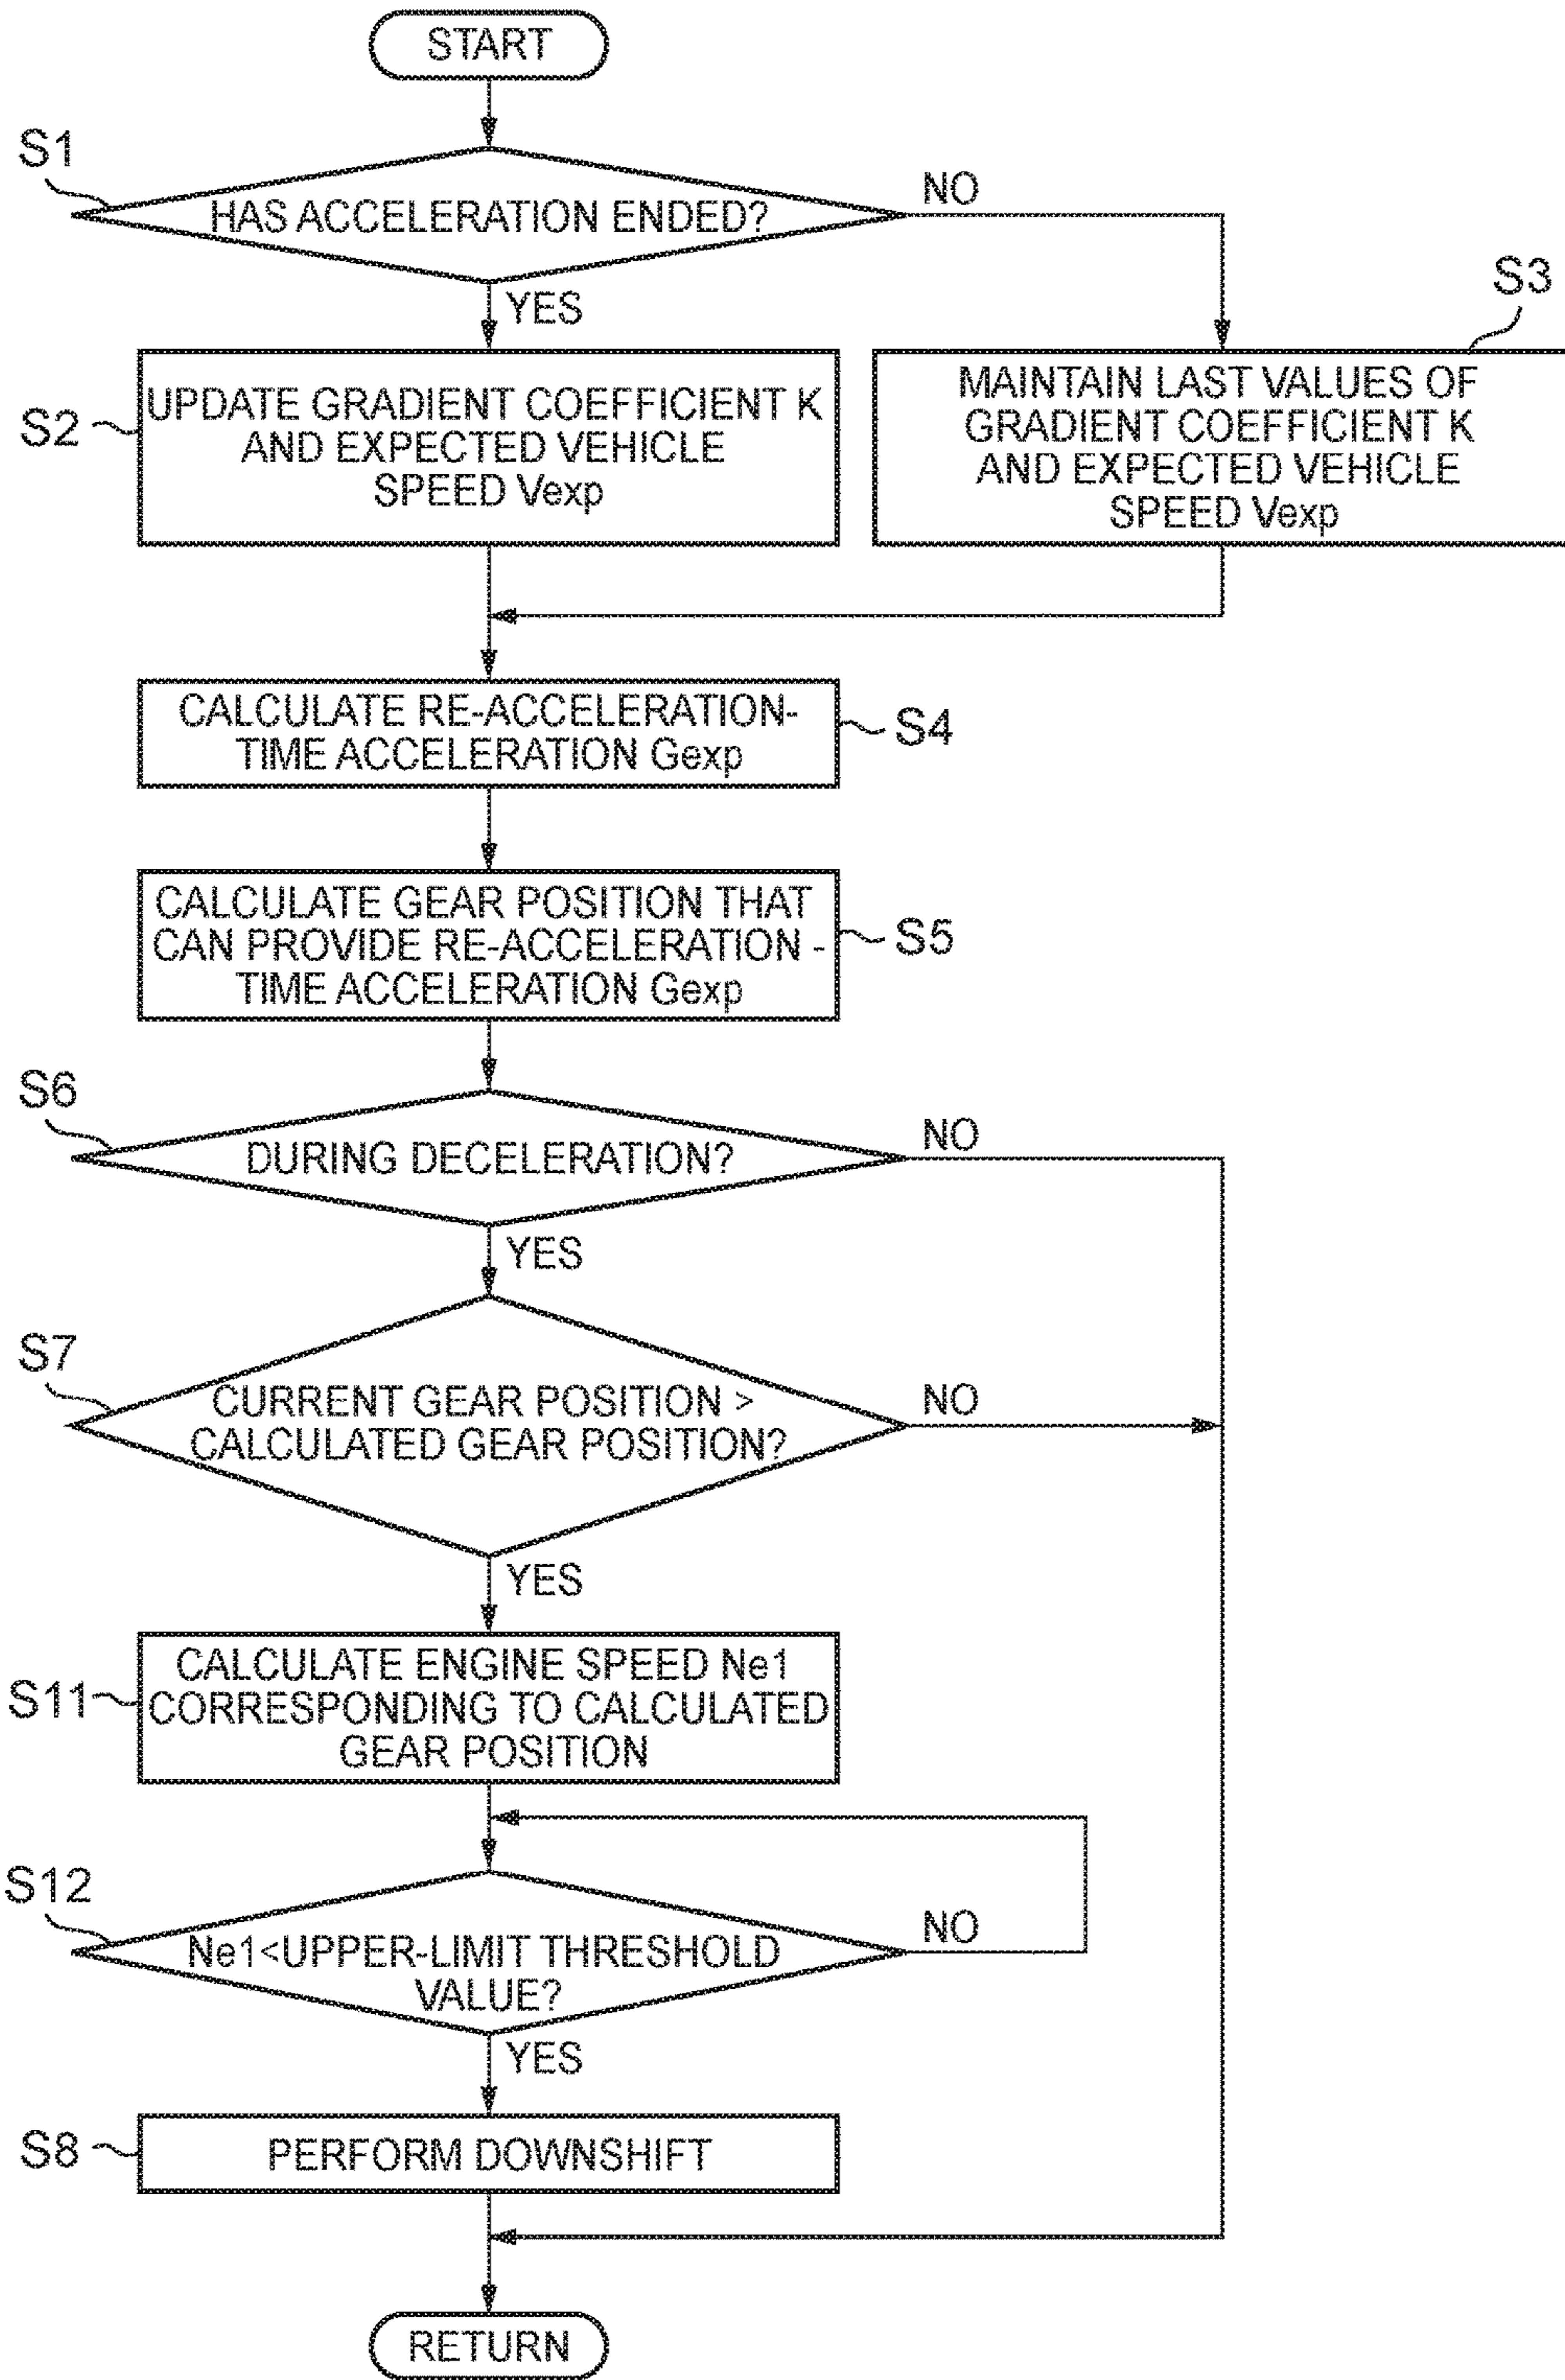 START
S1
HAS ACCELERATION ENDED?
NO
YES
S3
S2
UPDATE GRADIENT COEFFICIENT K
AND EXPECTED VEHICLE
SPEED Vexp
MAINTAIN LAST VALUES OF
GRADIENT COEFFICIENT K
AND EXPECTED VEHICLE
SPEED Vexp
CALCULATE RE-ACCELERATION-
TIME ACCELERATION Gexp
S4
CALCULATE GEAR POSITION THAT
CAN PROVIDE RE-ACCELERATION -
TIME ACCELERATION Gexp
S5
S6
DURING DECELERATION?
NO
YES
S7
CURRENT GEAR POSITION >
CALCULATED GEAR POSITION?
NO
YES
S11
CALCULATE ENGINE SPEED Ne1
CORRESPONDING TO CALCULATED
GEAR POSITION
S12
Ne1<UPPER-LIMIT THRESHOLD
VALUE?
NO
YES
S8
PERFORM DOWNSHIFT
RETURN